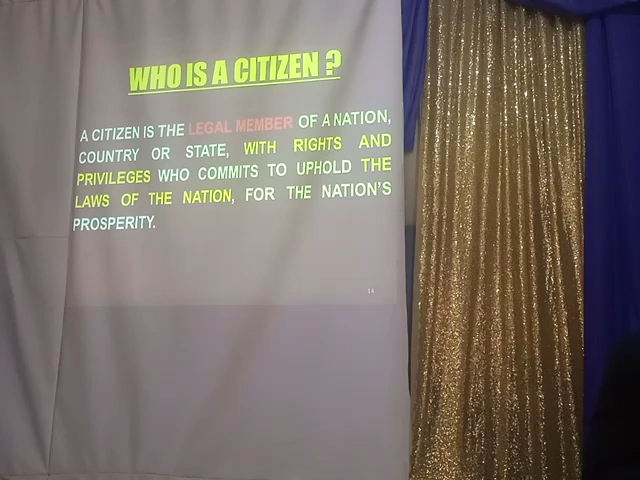 WHO IS A CITIZEN ?
A CITIZEN IS THE LEGAL MEMBER OF A NATION,
COUNTRY OR STATE, WITH RIGHTS AND
PRIVILEGES WHO COMMITS TO UPHOLD THE
LAWS OF THE NATION, FOR THE NATION'S
PROSPERITY.
14